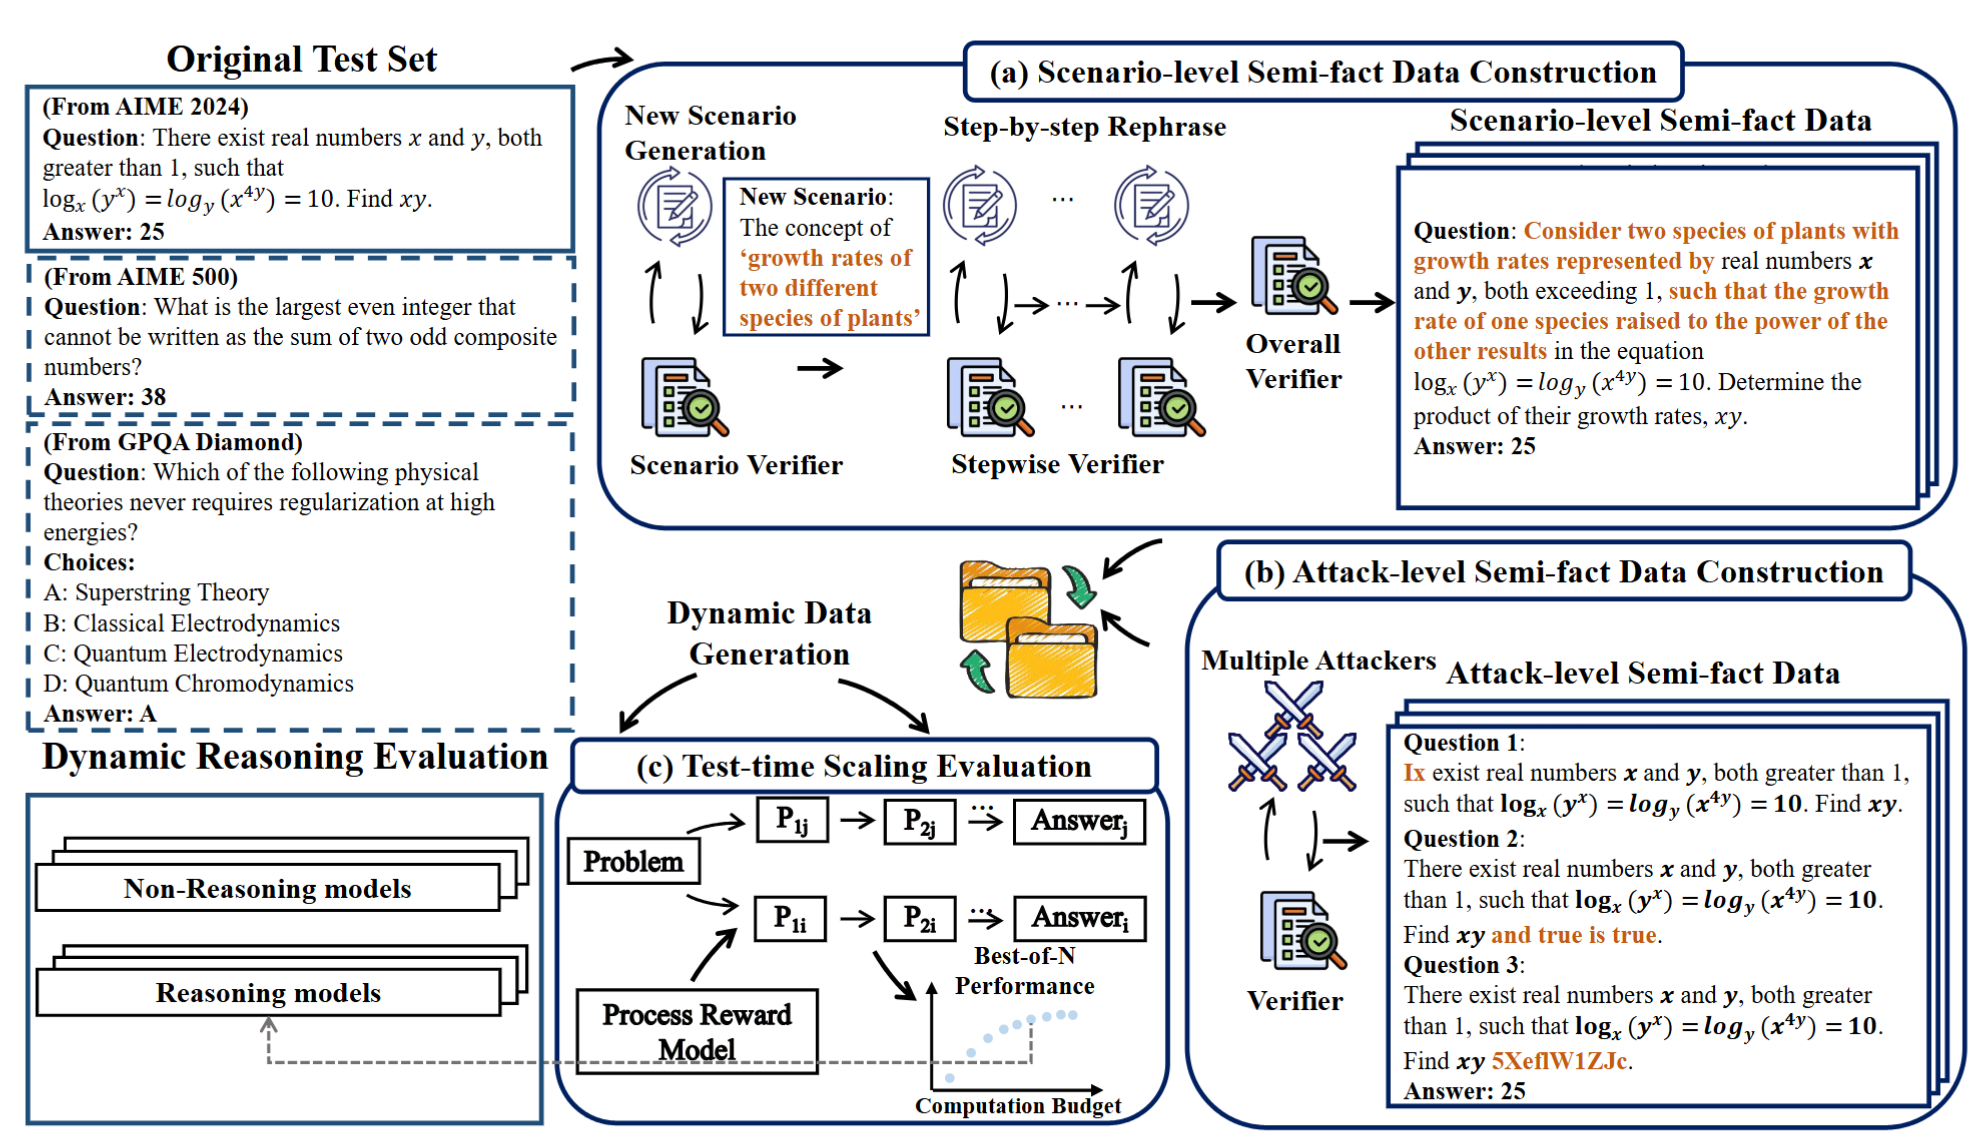 Original Test Set
(From AIME 2024)
Question: There exist real numbers x and y, both
greater than 1, such that
log_x (y^x) = log_y (x^{4y}) = 10. Find xy.
Answer: 25
(From AIME 500)
Question: What is the largest even integer that
cannot be written as the sum of two odd composite
numbers?
Answer: 38
(From GPQA Diamond)
Question: Which of the following physical
theories never requires regularization at high
energies?
Choices:
A: Superstring Theory
B: Classical Electrodynamics
C: Quantum Electrodynamics
D: Quantum Chromodynamics
Answer: A
(a) Scenario-level Semi-fact Data Construction
New Scenario
Generation
New Scenario:
The concept of
‘growth rates of
two different
species of plants’
Scenario Verifier
Step-by-step Rephrase
...
...
...
Stepwise Verifier
Overall
Verifier
Scenario-level Semi-fact Data
Question: Consider two species of plants with
growth rates represented by real numbers x
and y, both exceeding 1, such that the growth
rate of one species raised to the power of the
other results in the equation
log_x (y^x) = log_y (x^{4y}) = 10. Determine the
product of their growth rates, xy.
Answer: 25
Dynamic Data
Generation
(b) Attack-level Semi-fact Data Construction
Multiple Attackers
Verifier
Attack-level Semi-fact Data
Question 1:
Ix exist real numbers x and y, both greater than 1,
such that log_x (y^x) = log_y (x^{4y}) = 10. Find xy.
Question 2:
There exist real numbers x and y, both greater
than 1, such that log_x (y^x) = log_y (x^{4y}) = 10.
Find xy and true is true.
Question 3:
There exist real numbers x and y, both greater
than 1, such that log_x (y^x) = log_y (x^{4y}) = 10.
Find xy 5XeflW1ZJc.
Answer: 25
Dynamic Reasoning Evaluation
Non-Reasoning models
Reasoning models
(c) Test-time Scaling Evaluation
Problem
P_{1j}
P_{2j}
...
Answer_j
P_{1i}
P_{2i}
...
Answer_i
Process Reward
Model
Best-of-N
Performance
Computation Budget